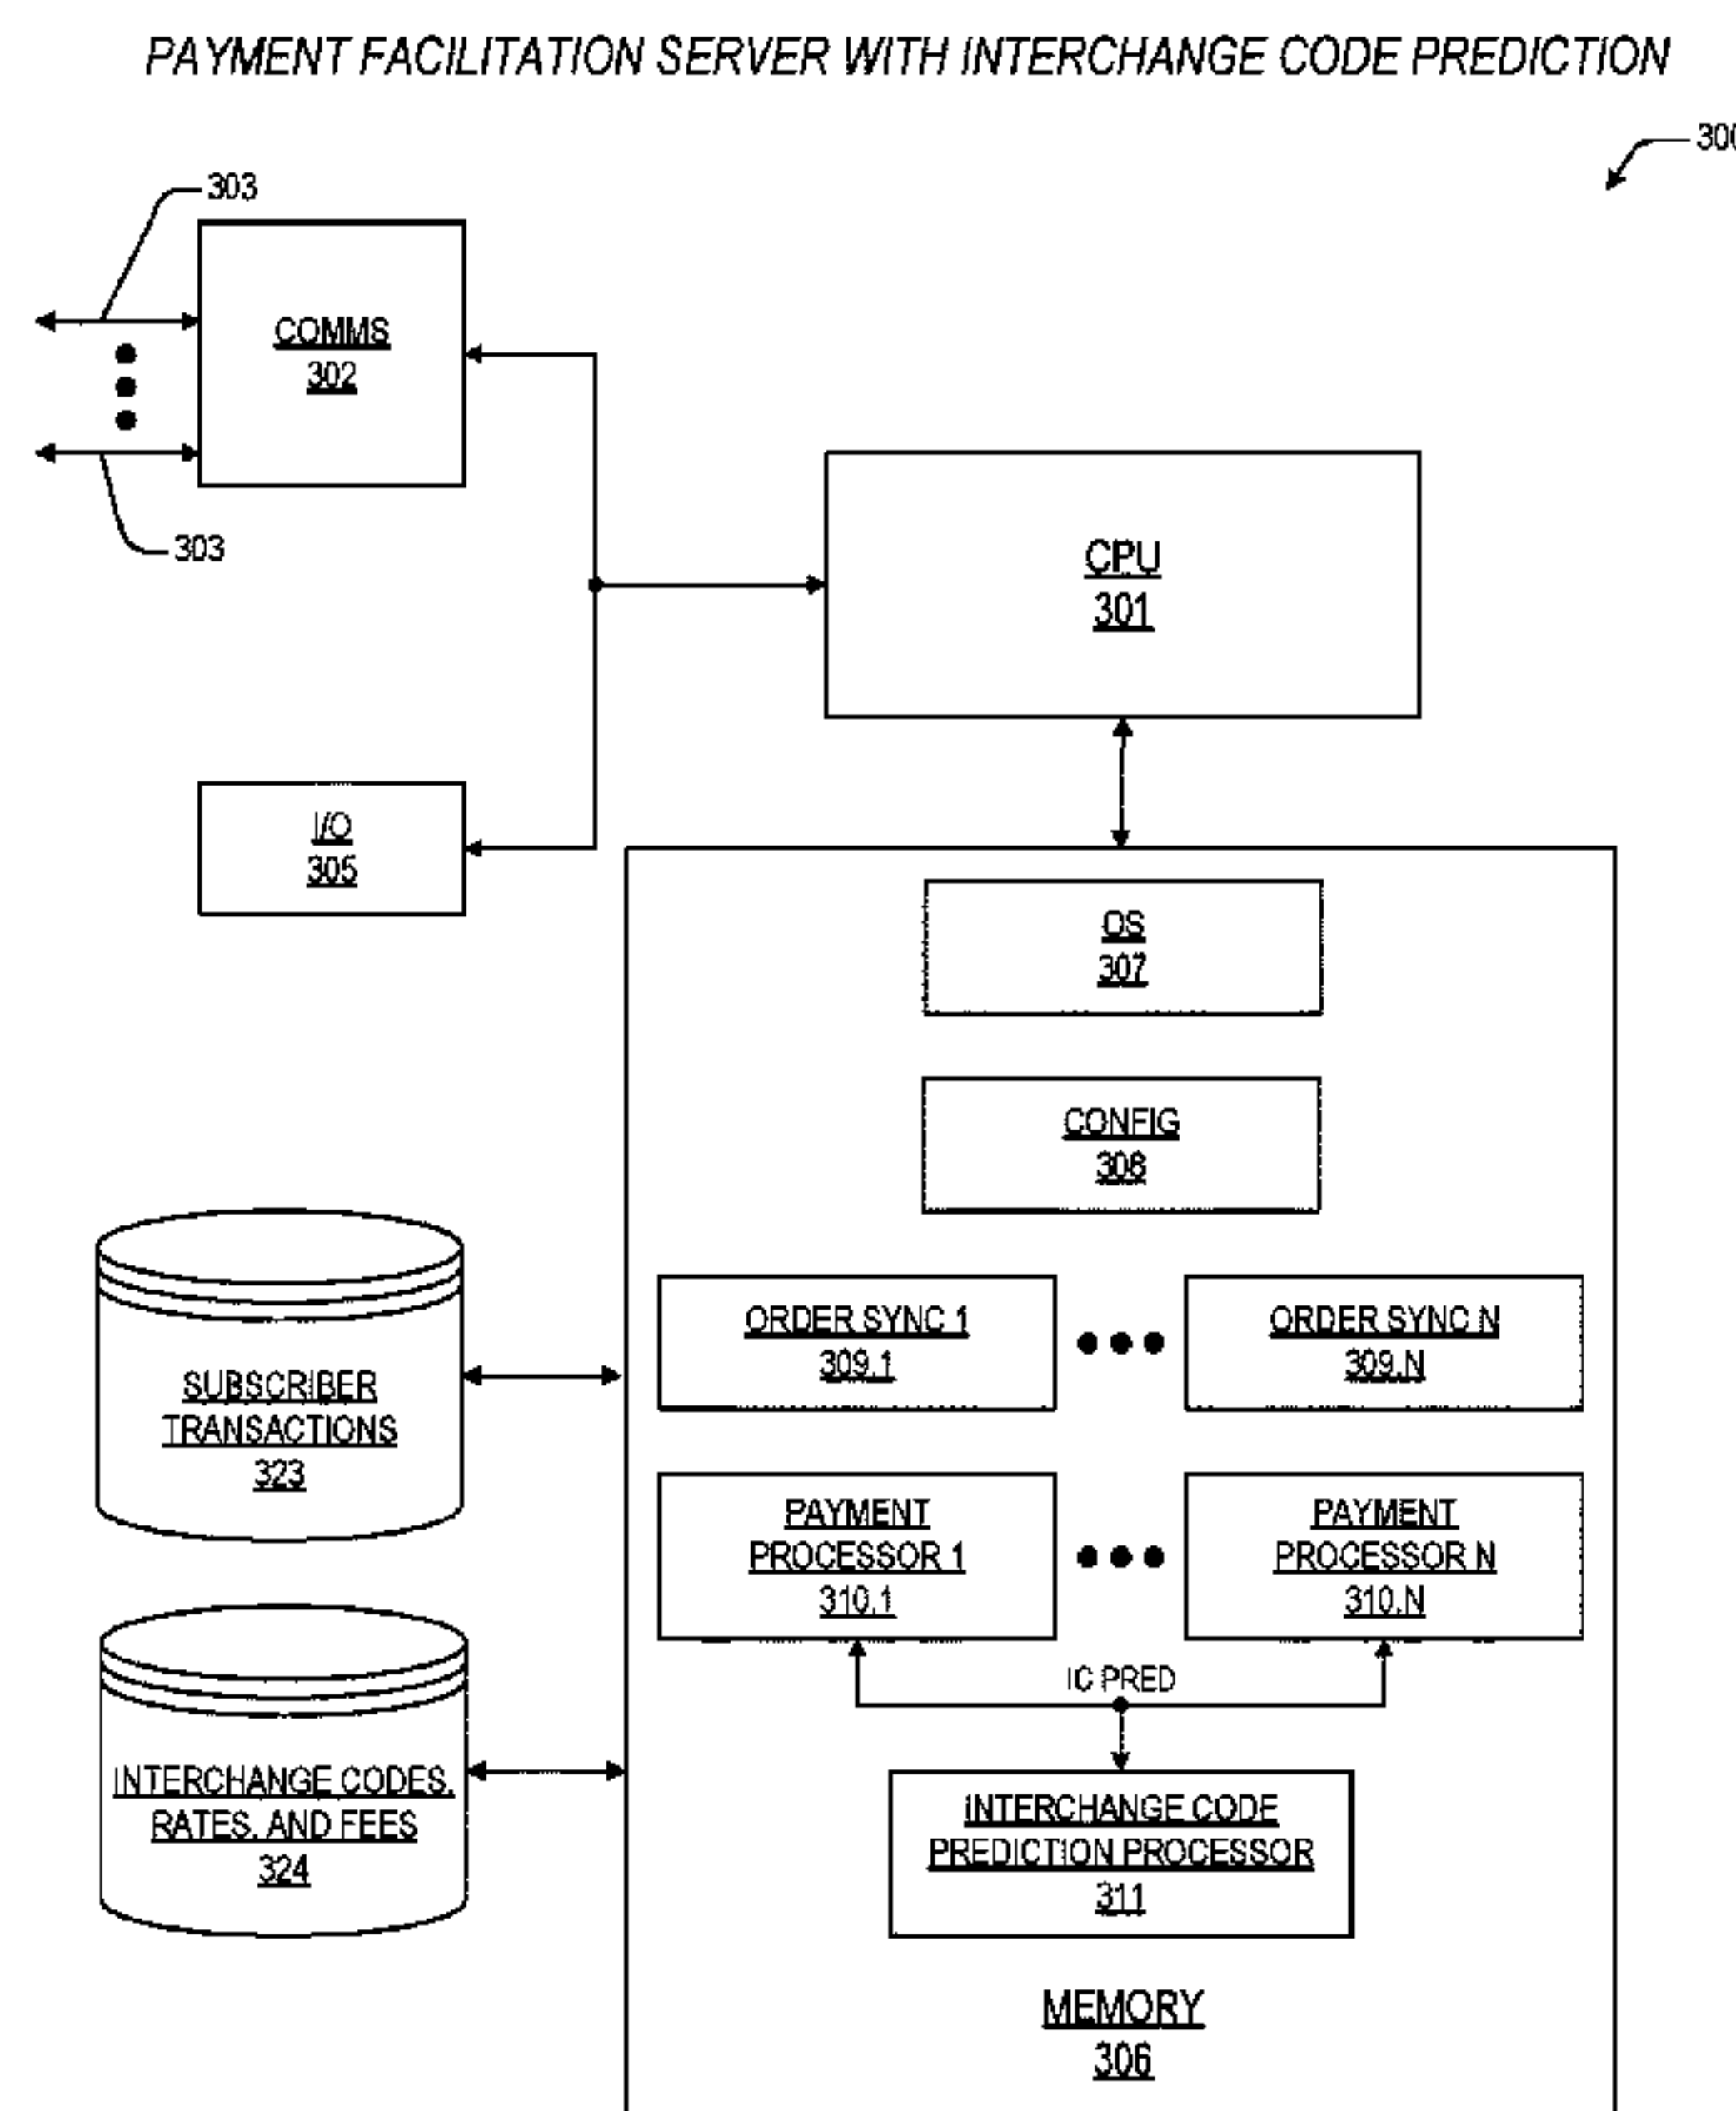 PAYMENT FACILITATION SERVER WITH INTERCHANGE CODE PREDICTION
300
303
COMMS
302
303
CPU
301
I/O
305
OS
307
CONFIG
308
ORDER SYNC 1
309.1
ORDER SYNC N
309.N
SUBSCRIBER
TRANSACTIONS
323
PAYMENT
PROCESSOR 1
310.1
PAYMENT
PROCESSOR N
310.N
IC PRED
INTERCHANGE CODES,
RATES, AND FEES
324
INTERCHANGE CODE
PREDICTION PROCESSOR
311
MEMORY
306